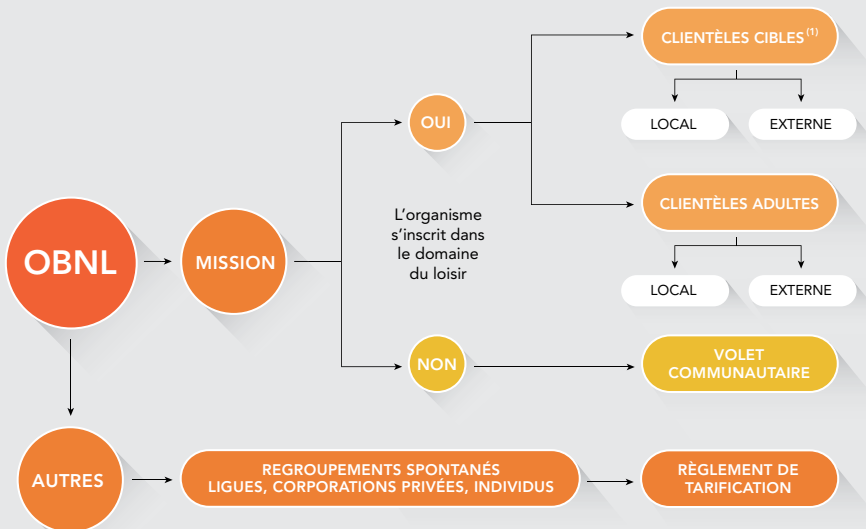 CLIENTÈLES CIBLES (1)
LOCAL
EXTERNE
OUI
CLIENTÈLES ADULTES
LOCAL
EXTERNE
L'organisme
s'inscrit dans
le domaine
du loisir
OBNL
MISSION
NON
VOLET
COMMUNAUTAIRE
AUTRES
REGROUPEMENTS SPONTANÉS
LIGUES, CORPORATIONS PRIVÉES, INDIVIDUS
RÈGLEMENT DE
TARIFICATION